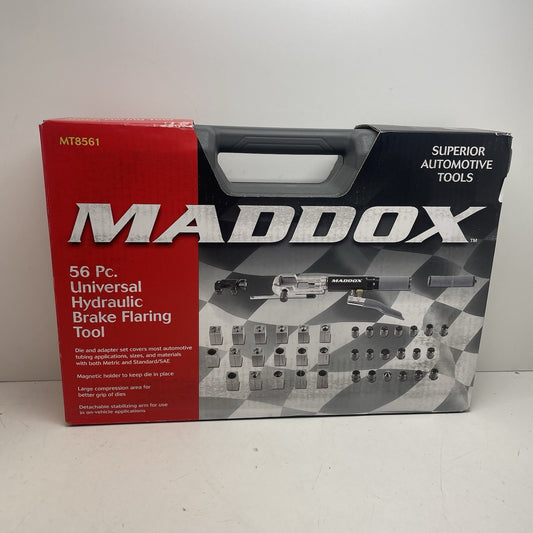 MT8561
SUPERIOR
AUTOMOTIVE
TOOLS
MADDOX™
56 Pc.
Universal
Hydraulic
Brake Flaring
Tool
MADDOX
Die and adapter set covers most automotive
tubing applications, sizes, and materials
with both Metric and Standard/SAE
Magnetic holder to keep die in place
Large compression area for
better grip of dies
Detachable stabilizing arm for use
in on-vehicle applications